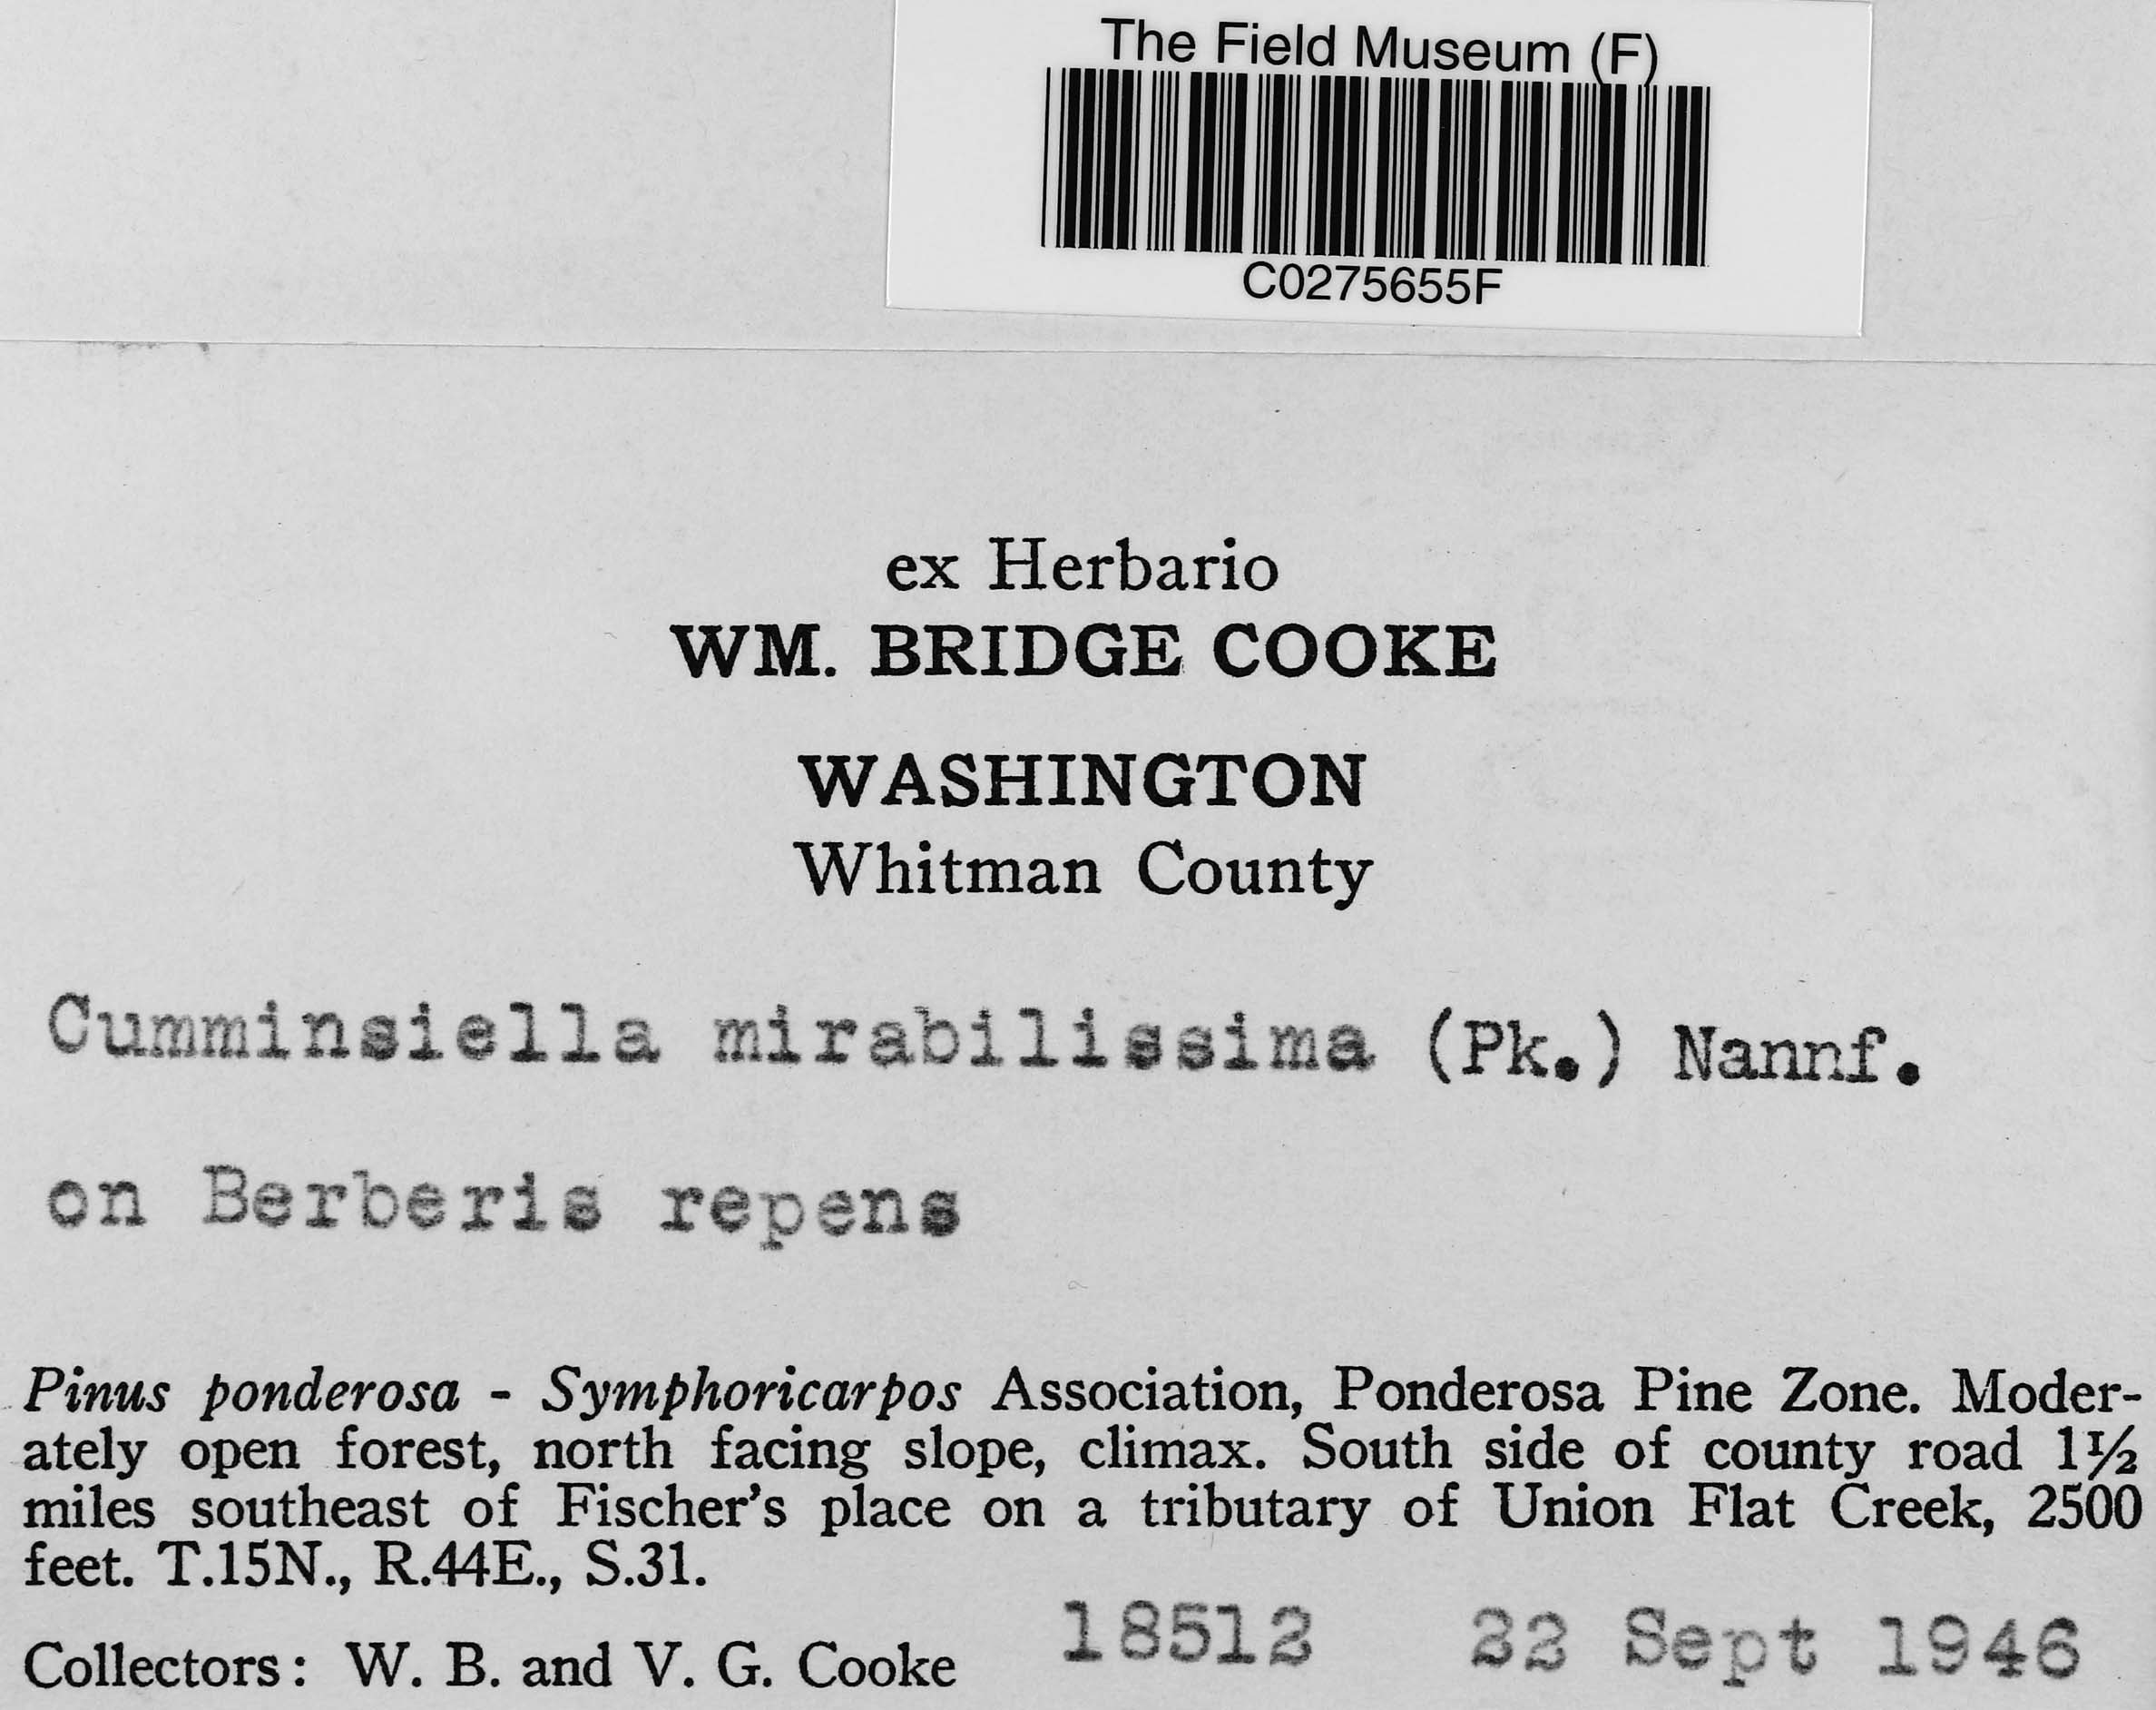 The Field Museum (F)
C0275655F
ex Herbario
WM. BRIDGE COOKE
WASHINGTON
Whitman County
Cumminsiella mirabilissima (Pk.) Nannf.
on Berberis repens
Pinus ponderosa - Symphoricarpos Association, Ponderosa Pine Zone. Moder-
ately open forest, north facing slope, climax. South side of county road 1½
miles southeast of Fischer's place on a tributary of Union Flat Creek, 2500
feet. T.15N., R.44E., S.31.
Collectors: W. B. and V. G. Cooke 18512 22 Sept 1946